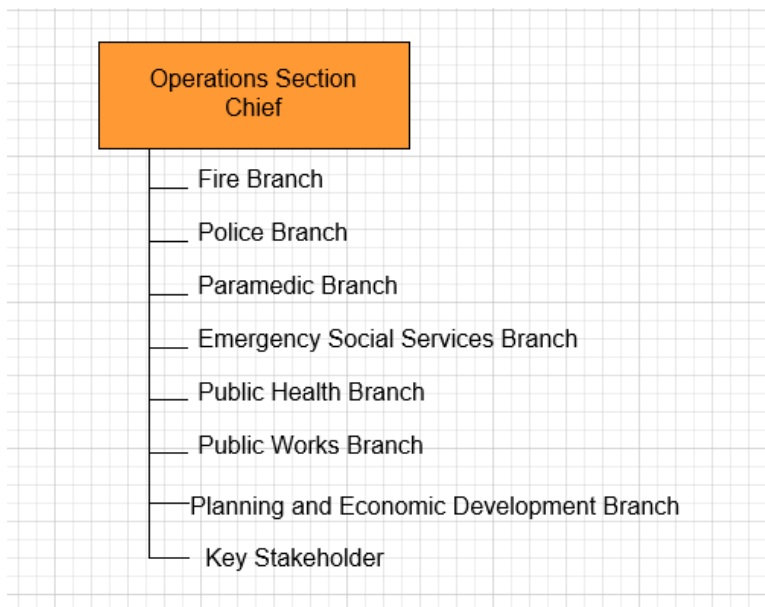 Operations Section
Chief
Fire Branch
Police Branch
Paramedic Branch
Emergency Social Services Branch
Public Health Branch
Public Works Branch
Planning and Economic Development Branch
Key Stakeholder